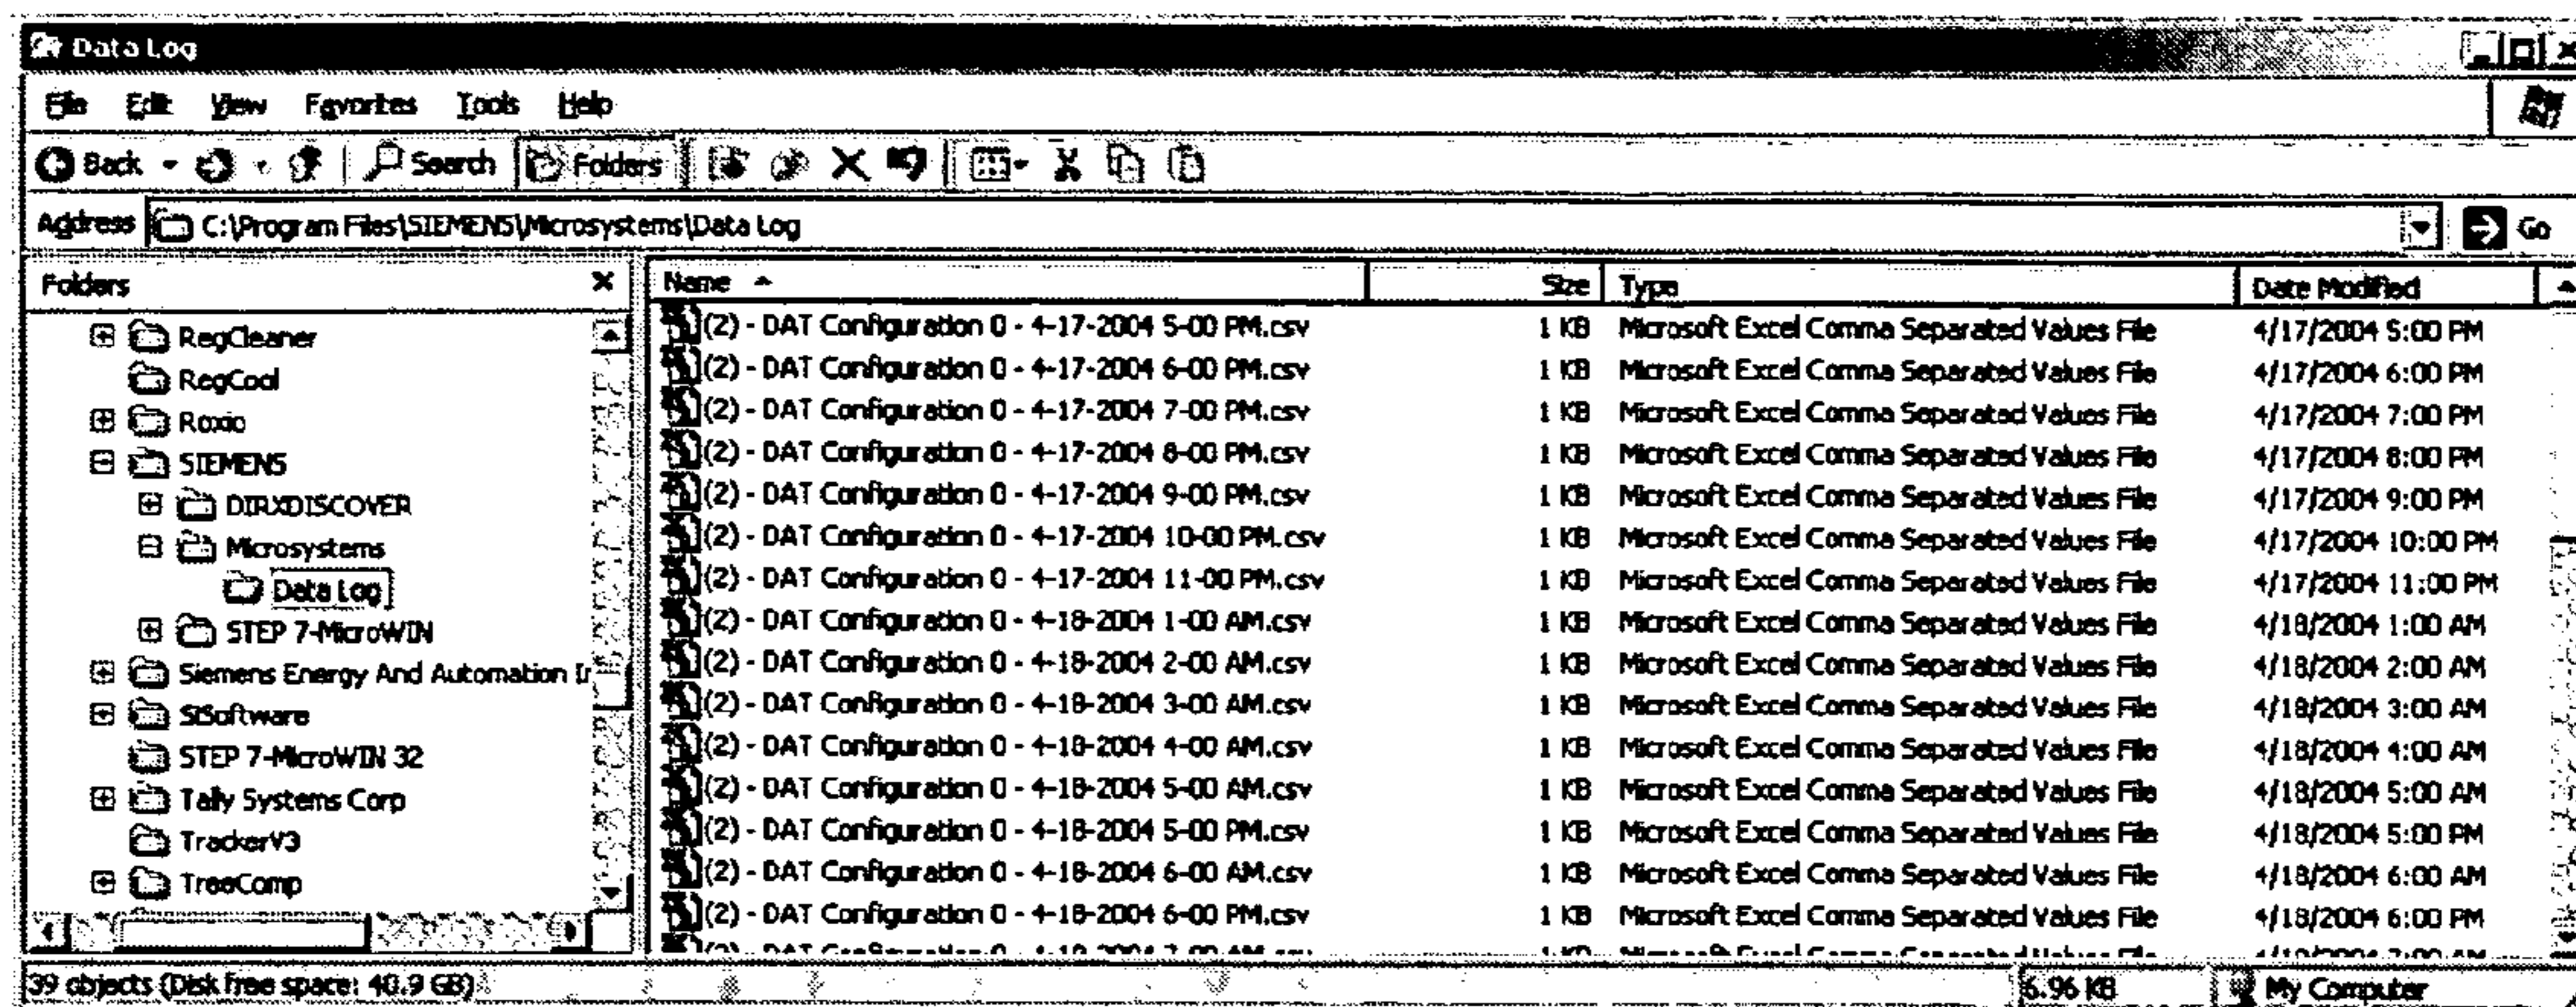 Data Log
File Edit View Favorites Tools Help
Back Search Folders
Address C:\Program Files\SIEMENS\Microsystems\Data Log Go
Folders
RegCleaner
RegCool
Roxio
SIEMENS
DIRXDISCOVER
Microsystems
Data Log
STEP 7-MicroWIN
Siemens Energy And Automation
SiSoftware
STEP 7-MicroWIN 32
Tally Systems Corp
TrackerV3
TreeComp
Name Size Type Date Modified
(2) - DAT Configuration 0 - 4-17-2004 5-00 PM.csv 1 KB Microsoft Excel Comma Separated Values File 4/17/2004 5:00 PM
(2) - DAT Configuration 0 - 4-17-2004 6-00 PM.csv 1 KB Microsoft Excel Comma Separated Values File 4/17/2004 6:00 PM
(2) - DAT Configuration 0 - 4-17-2004 7-00 PM.csv 1 KB Microsoft Excel Comma Separated Values File 4/17/2004 7:00 PM
(2) - DAT Configuration 0 - 4-17-2004 8-00 PM.csv 1 KB Microsoft Excel Comma Separated Values File 4/17/2004 8:00 PM
(2) - DAT Configuration 0 - 4-17-2004 9-00 PM.csv 1 KB Microsoft Excel Comma Separated Values File 4/17/2004 9:00 PM
(2) - DAT Configuration 0 - 4-17-2004 10-00 PM.csv 1 KB Microsoft Excel Comma Separated Values File 4/17/2004 10:00 PM
(2) - DAT Configuration 0 - 4-17-2004 11-00 PM.csv 1 KB Microsoft Excel Comma Separated Values File 4/17/2004 11:00 PM
(2) - DAT Configuration 0 - 4-18-2004 1-00 AM.csv 1 KB Microsoft Excel Comma Separated Values File 4/18/2004 1:00 AM
(2) - DAT Configuration 0 - 4-18-2004 2-00 AM.csv 1 KB Microsoft Excel Comma Separated Values File 4/18/2004 2:00 AM
(2) - DAT Configuration 0 - 4-18-2004 3-00 AM.csv 1 KB Microsoft Excel Comma Separated Values File 4/18/2004 3:00 AM
(2) - DAT Configuration 0 - 4-18-2004 4-00 AM.csv 1 KB Microsoft Excel Comma Separated Values File 4/18/2004 4:00 AM
(2) - DAT Configuration 0 - 4-18-2004 5-00 AM.csv 1 KB Microsoft Excel Comma Separated Values File 4/18/2004 5:00 AM
(2) - DAT Configuration 0 - 4-18-2004 5-00 PM.csv 1 KB Microsoft Excel Comma Separated Values File 4/18/2004 5:00 PM
(2) - DAT Configuration 0 - 4-18-2004 6-00 AM.csv 1 KB Microsoft Excel Comma Separated Values File 4/18/2004 6:00 AM
(2) - DAT Configuration 0 - 4-18-2004 6-00 PM.csv 1 KB Microsoft Excel Comma Separated Values File 4/18/2004 6:00 PM
39 objects (Disk free space: 40.9 GB) 6.96 KB My Computer